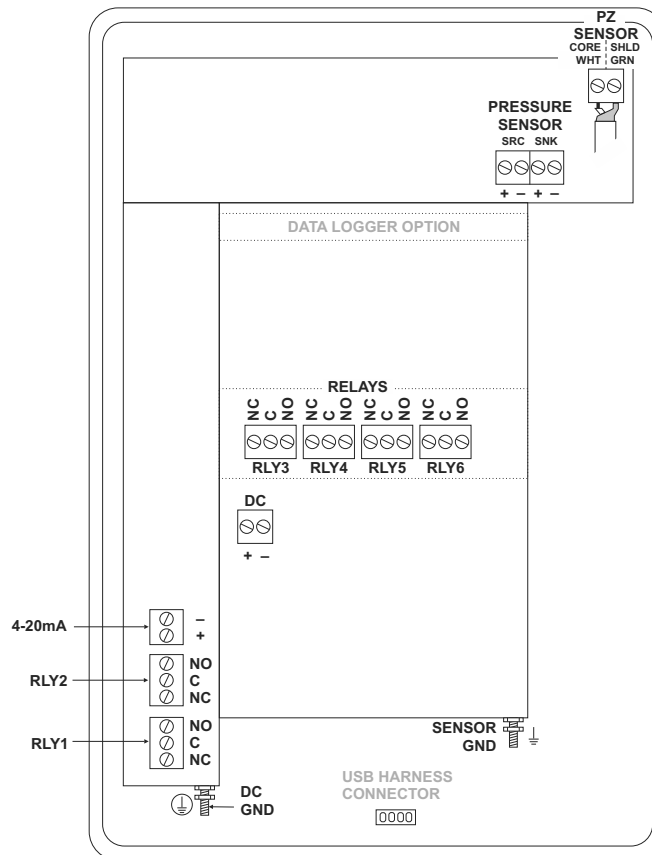 PZ
SENSOR
CORE SHLD
WHT GRN
PRESSURE
SENSOR
SRC SNK
+ – + –
DATA LOGGER OPTION
RELAYS
NC C NO NC C NO NC C NO NC C NO
RLY3 RLY4 RLY5 RLY6
DC
+ –
4-20mA
–
+
RLY2
NO
C
NC
RLY1
NO
C
NC
SENSOR
GND
DC
GND
USB HARNESS
CONNECTOR